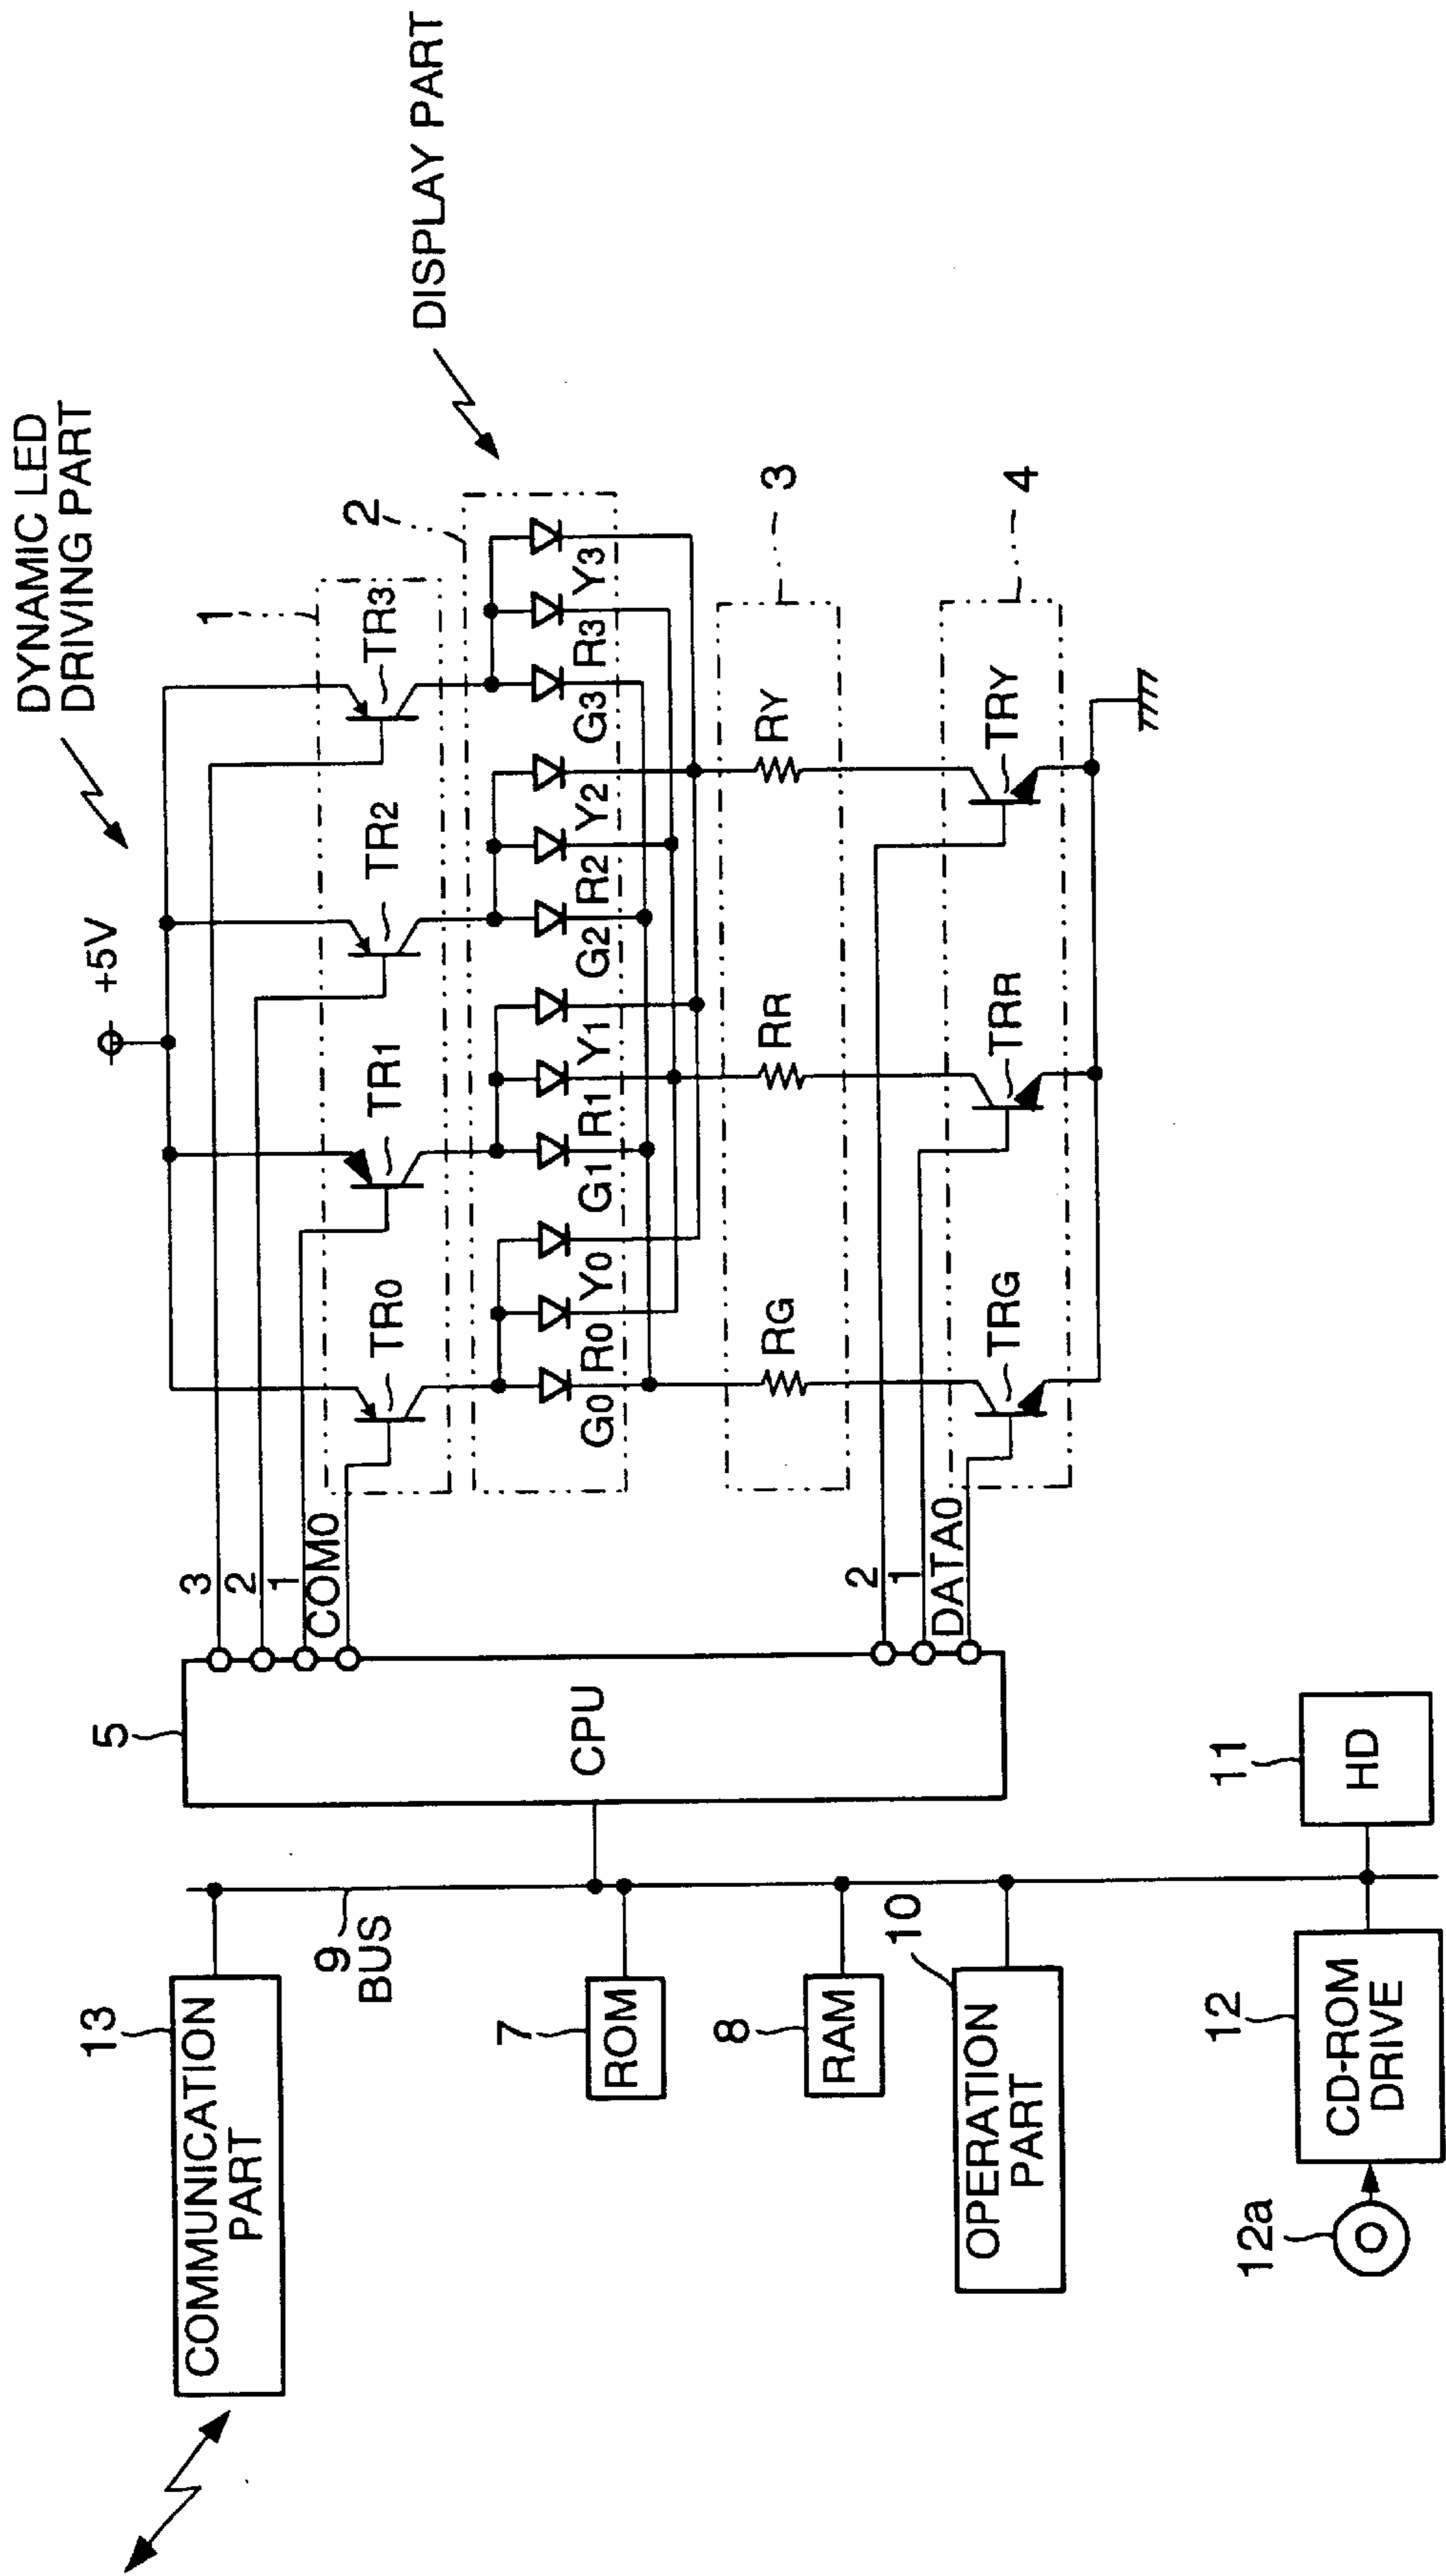 DYNAMIC LED
DRIVING PART
DISPLAY PART
+5V
1
TR0
TR1
TR2
TR3
2
G0
R0
Y0
G1
R1
Y1
G2
R2
Y2
G3
R3
Y3
3
RG
RR
RY
4
TRG
TRR
TRY
3
2
1
COM0
2
1
DATA0
5
CPU
9
BUS
13
COMMUNICATION
PART
7
ROM
8
RAM
10
OPERATION
PART
11
HD
12
CD-ROM
DRIVE
12a